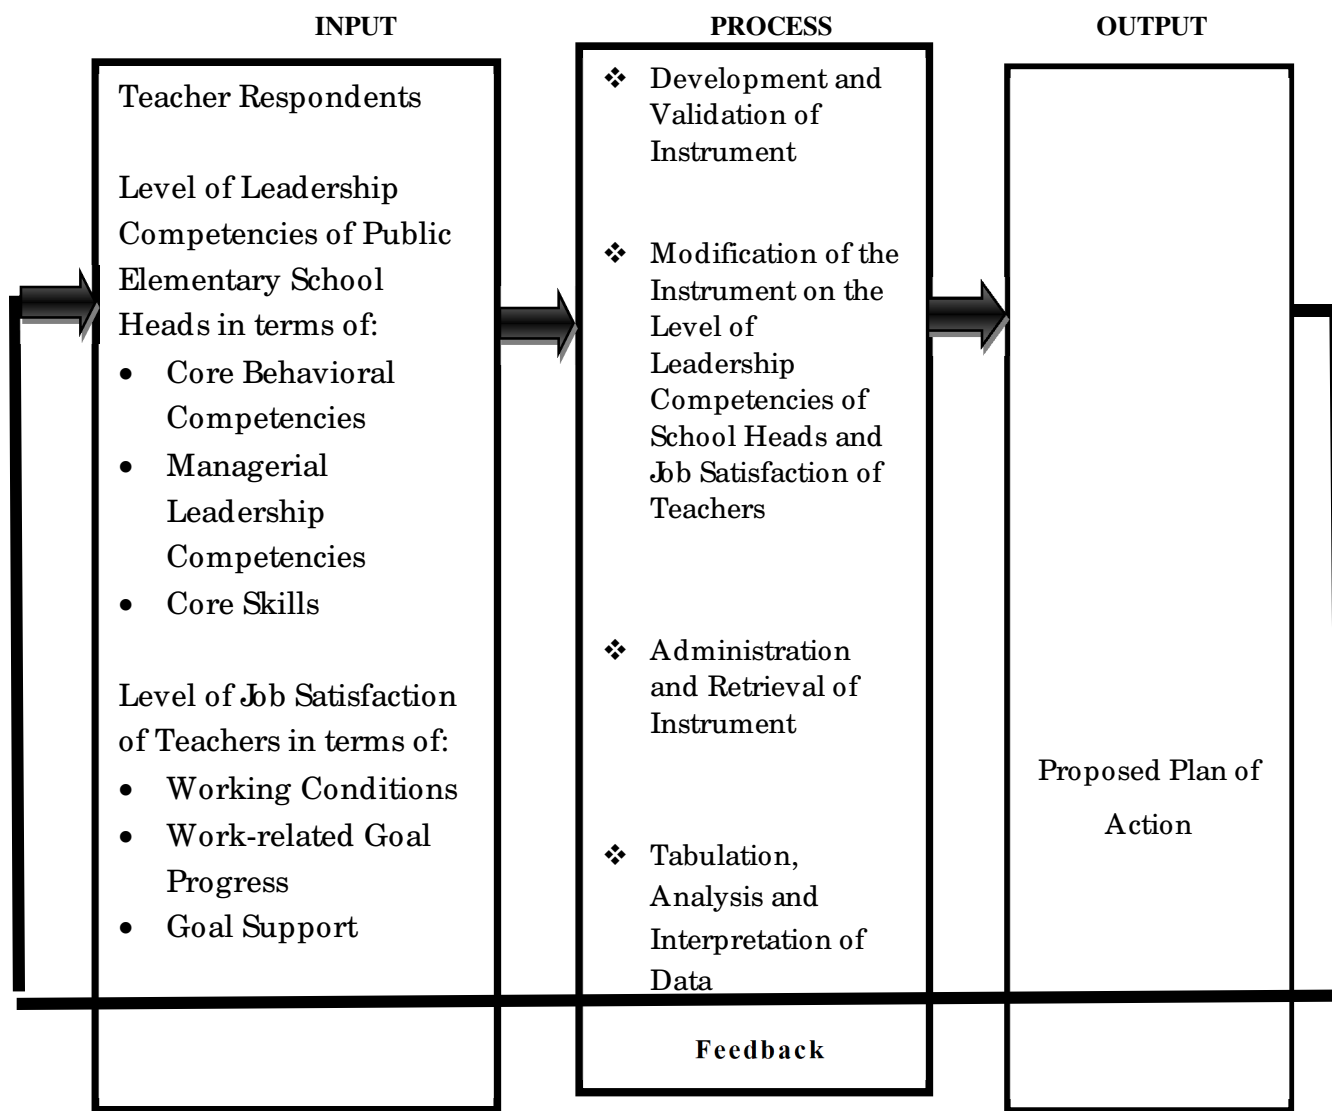 INPUT
PROCESS
OUTPUT
Teacher Respondents
Level of Leadership
Competencies of Public
Elementary School
Heads in terms of:
• Core Behavioral
Competencies
• Managerial
Leadership
Competencies
• Core Skills
Level of Job Satisfaction
of Teachers in terms of:
• Working Conditions
• Work-related Goal
Progress
• Goal Support
❖ Development and
Validation of
Instrument
❖ Modification of the
Instrument on the
Level of
Leadership
Competencies of
School Heads and
Job Satisfaction of
Teachers
❖ Administration
and Retrieval of
Instrument
❖ Tabulation,
Analysis and
Interpretation of
Data
Proposed Plan of
Action
Feedback